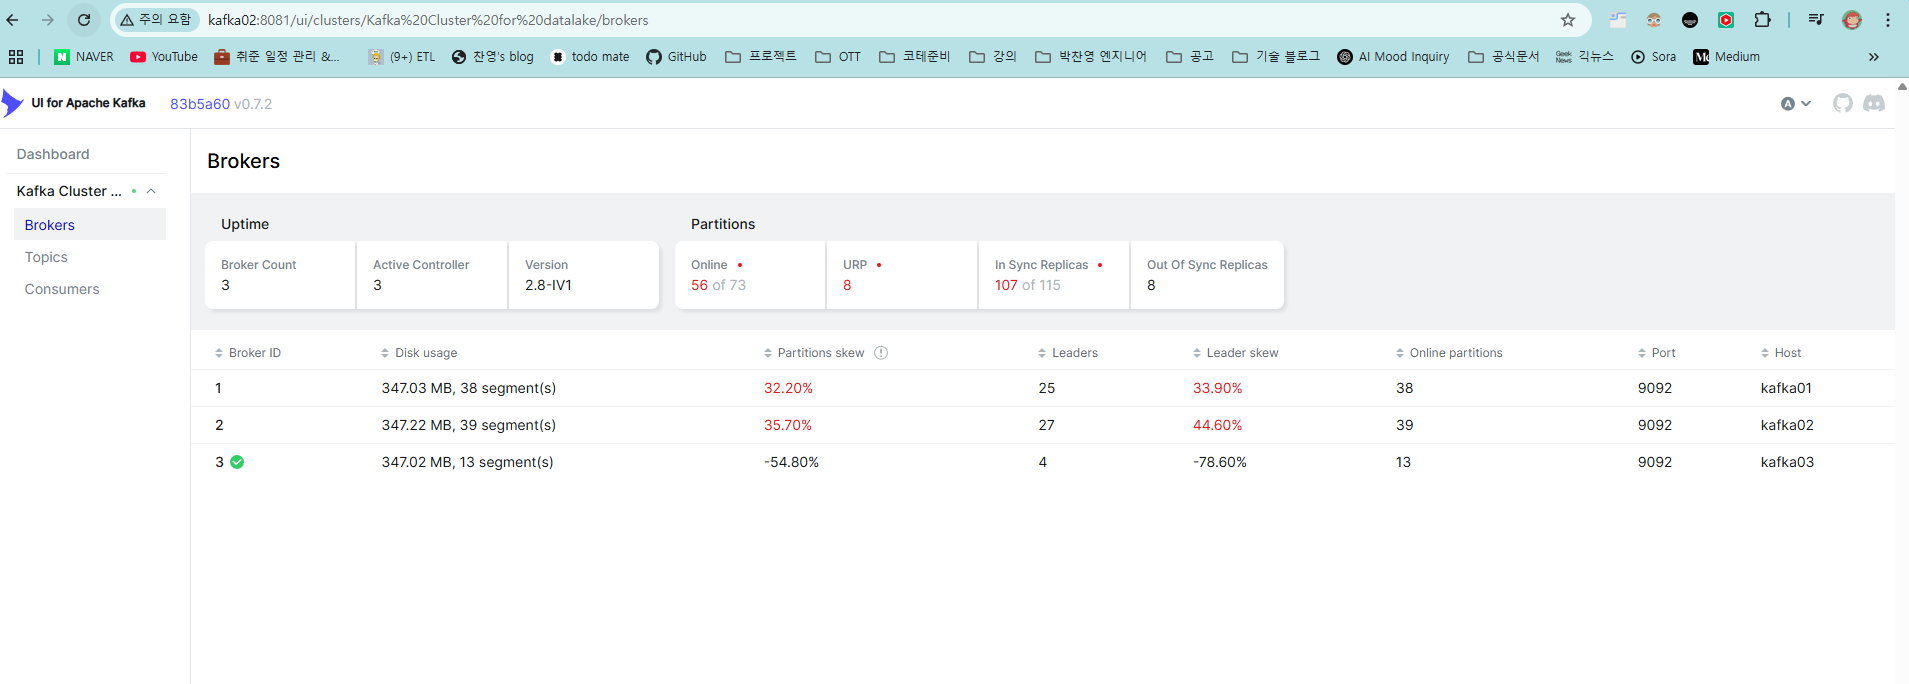 주의 요함 kafka02:8081/ui/clusters/Kafka%20Cluster%20for%20datalake/brokers
NAVER YouTube 취준 일정 관리 &... (9+) ETL 찬영's blog todo mate GitHub 프로젝트 OTT 코테준비 강의 박찬영 엔지니어 공고 기술 블로그 AI Mood Inquiry 공식문서 긱뉴스 Sora Medium »
UI for Apache Kafka 83b5a60 v0.7.2 A
Dashboard
Kafka Cluster ...
Brokers
Topics
Consumers
Brokers
Uptime
Broker Count Active Controller Version
3 3 2.8-IV1
Partitions
Online URP In Sync Replicas Out Of Sync Replicas
56 of 73 8 107 of 115 8
Broker ID Disk usage Partitions skew Leaders Leader skew Online partitions Port Host
1 347.03 MB, 38 segment(s) 32.20% 25 33.90% 38 9092 kafka01
2 347.22 MB, 39 segment(s) 35.70% 27 44.60% 39 9092 kafka02
3 347.02 MB, 13 segment(s) -54.80% 4 -78.60% 13 9092 kafka03